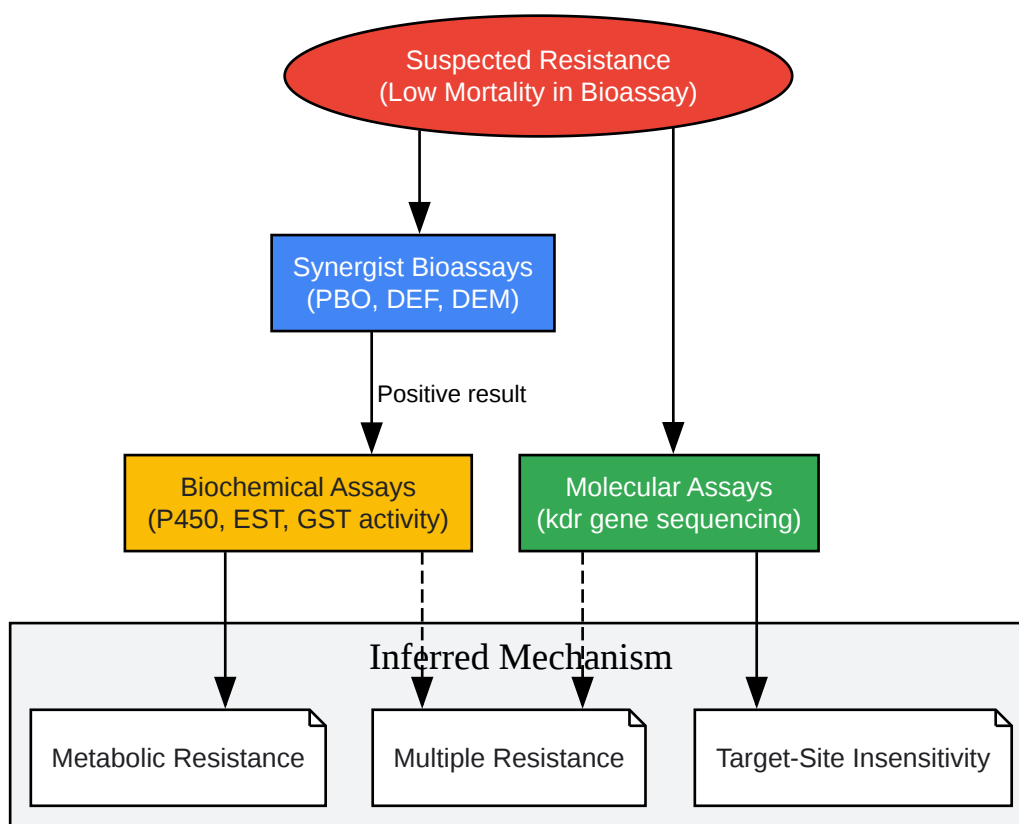 Suspected Resistance
(Low Mortality in Bioassay)
Synergist Bioassays
(PBO, DEF, DEM)
Positive result
Biochemical Assays
(P450, EST, GST activity)
Molecular Assays
(kdr gene sequencing)
Inferred Mechanism
Metabolic Resistance
Multiple Resistance
Target-Site Insensitivity